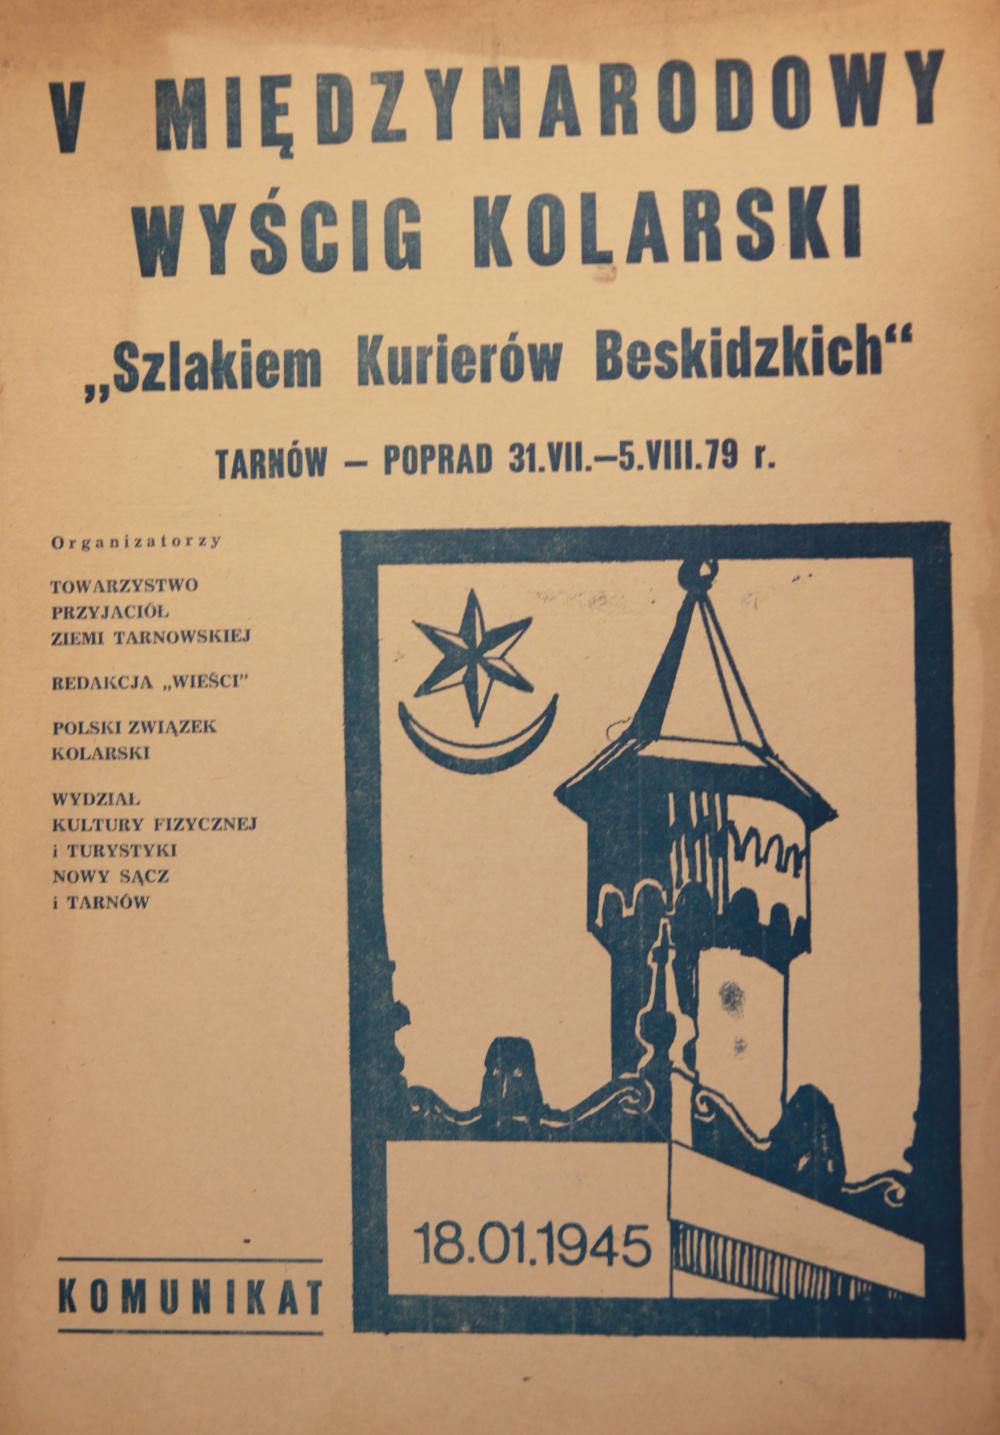 V MIĘDZYNARODOWY
WYŚCIG KOLARSKI
„Szlakiem Kurierów Beskidzkich“
TARNÓW — POPRAD 31.VII.—5.VIII.79 r.
Organizatorzy
TOWARZYSTWO
PRZYJACIÓŁ
ZIEMI TARNOWSKIEJ
REDAKCJA „WIEŚCI”
POLSKI ZWIĄZEK
KOLARSKI
WYDZIAŁ
KULTURY FIZYCZNEJ
i TURYSTYKI
NOWY SĄCZ
i TARNÓW
18.01.1945
KOMUNIKAT